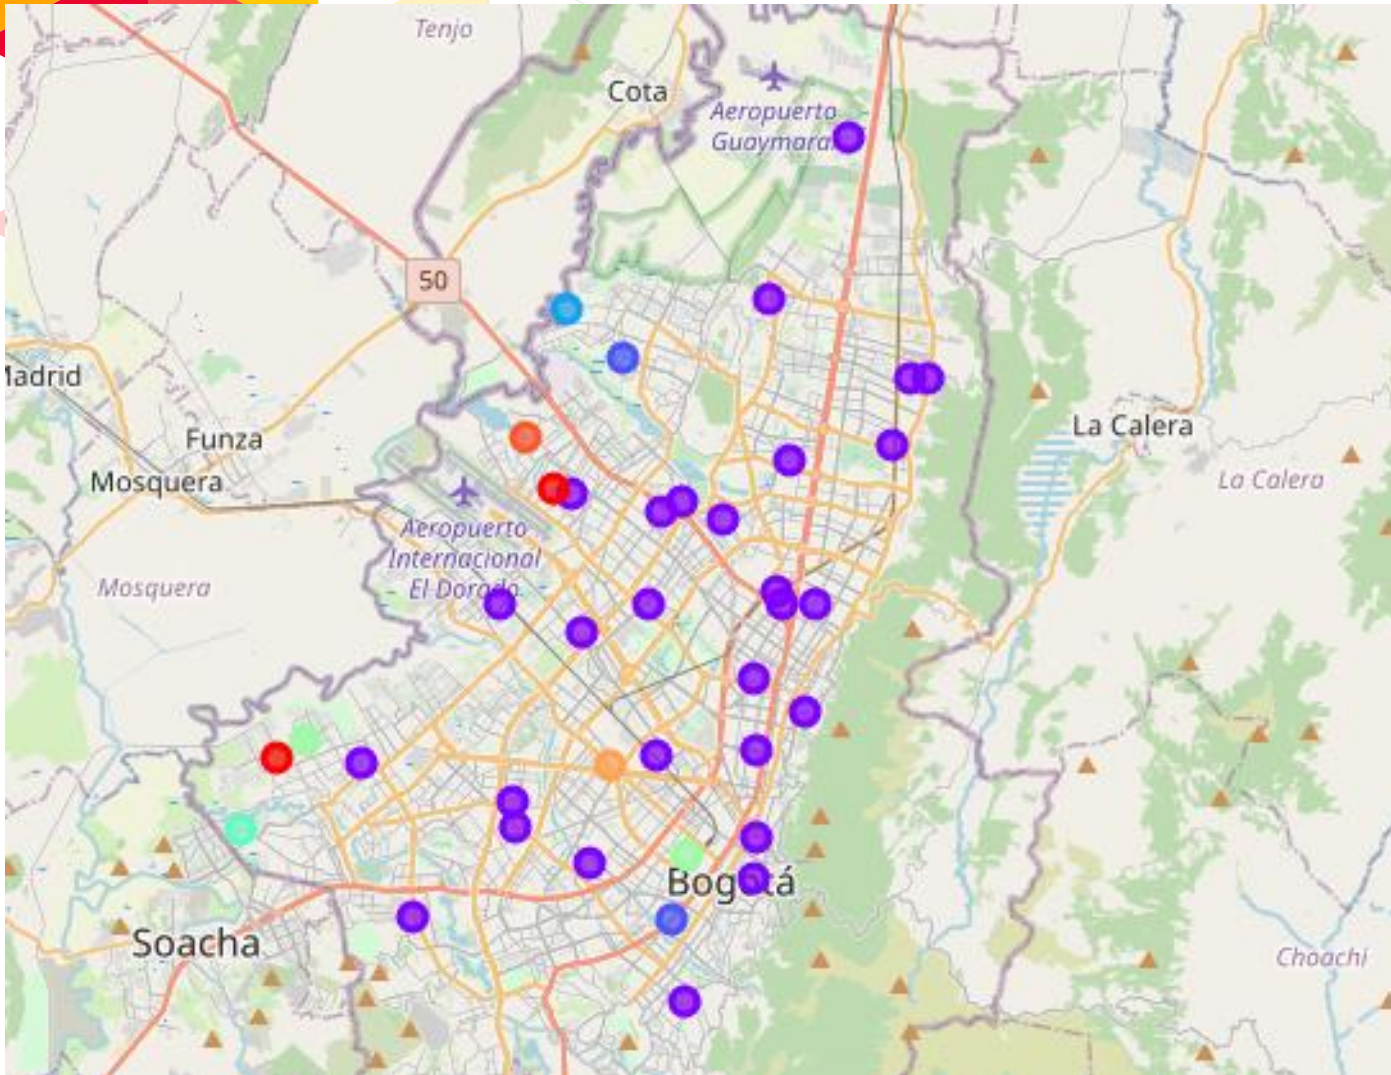 Tenjo
Cota
Aeropuerto
Guaymaral
50
Madrid
Funza
Mosquera
La Calera
La Calera
Aeropuerto
Internacional
El Dorado
Mosquera
Bogotá
Soacha
Choachí